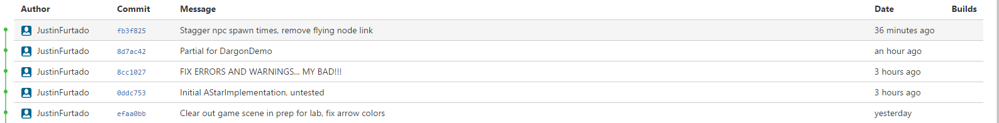 Author Commit Message Date Builds
JustinFurtado fb3f825 Stagger npc spawn times, remove flying node link 36 minutes ago
JustinFurtado 8d7ac42 Partial for DargonDemo an hour ago
JustinFurtado 8cc1027 FIX ERRORS AND WARNINGS... MY BAD!!! 3 hours ago
JustinFurtado 0ddc753 Initial AStarImplementation, untested 3 hours ago
JustinFurtado efaa0bb Clear out game scene in prep for lab, fix arrow colors yesterday